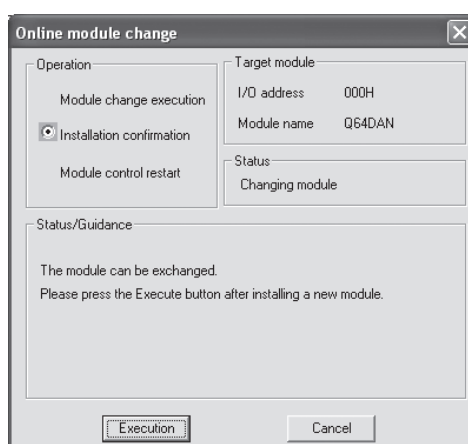 Online module change
Operation
Module change execution
Installation confirmation
Module control restart
Target module
I/O address 000H
Module name Q64DAN
Status
Changing module
Status/Guidance
The module can be exchanged.
Please press the Execute button after installing a new module.
Execution
Cancel